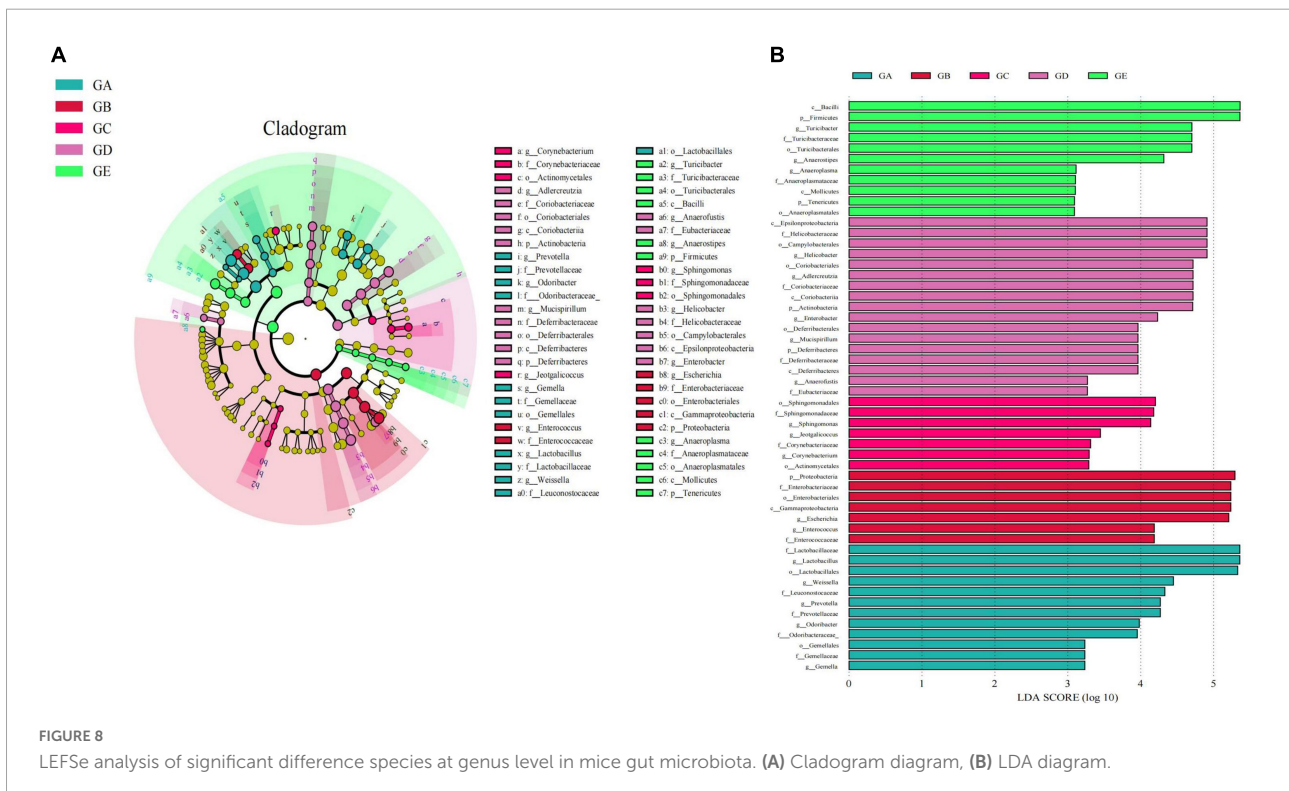 A
GA
GB
GC
GD
GE
Cladogram
a: g__Corynebacterium
b: f__Corynebacteriaceae
c: o__Actinomycetales
d: g__Adlercreutzia
e: f__Coriobacteriaceae
f: o__Coriobacteriales
g: c__Coriobacteriia
h: p__Actinobacteria
i: g__Prevotella
j: f__Prevotellaceae
k: g__Odoribacter
l: f__Odoribacteraceae_
m: g__Mucispirillum
n: f__Deferribacteraceae
o: o__Deferribacterales
p: c__Deferribacteres
q: p__Deferribacteres
r: g__Jeotgalicoccus
s: g__Gemella
t: f__Gemellaceae
u: o__Gemellales
v: g__Enterococcus
w: f__Enterococcaceae
x: g__Lactobacillus
y: f__Lactobacillaceae
z: g__Weissella
a0: f__Leuconostocaceae
a1: o__Lactobacillales
a2: g__Turicibacter
a3: f__Turicibacteraceae
a4: o__Turicibacterales
a5: c__Bacilli
a6: g__Anaerofustis
a7: f__Eubacteriaceae
a8: g__Anaerostipes
a9: p__Firmicutes
b0: g__Sphingomonas
b1: f__Sphingomonadaceae
b2: o__Sphingomonadales
b3: g__Helicobacter
b4: f__Helicobacteraceae
b5: o__Campylobacterales
b6: c__Epsilonproteobacteria
b7: g__Enterobacter
b8: g__Escherichia
b9: f__Enterobacteriaceae
c0: o__Enterobacteriales
c1: c__Gammaproteobacteria
c2: p__Proteobacteria
c3: g__Anaeroplasma
c4: f__Anaeroplasmataceae
c5: o__Anaeroplasmatales
c6: c__Mollicutes
c7: p__Tenericutes
B
GA GB GC GD GE
c__Bacilli
p__Firmicutes
g__Turicibacter
f__Turicibacteraceae
o__Turicibacterales
g__Anaerostipes
g__Anaeroplasma
f__Anaeroplasmataceae
c__Mollicutes
p__Tenericutes
o__Anaeroplasmatales
c__Epsilonproteobacteria
f__Helicobacteraceae
o__Campylobacterales
g__Helicobacter
o__Coriobacteriales
g__Adlercreutzia
f__Coriobacteriaceae
c__Coriobacteriia
p__Actinobacteria
g__Enterobacter
o__Deferribacterales
g__Mucispirillum
p__Deferribacteres
f__Deferribacteraceae
c__Deferribacteres
g__Anaerofustis
f__Eubacteriaceae
o__Sphingomonadales
f__Sphingomonadaceae
g__Sphingomonas
g__Jeotgalicoccus
f__Corynebacteriaceae
g__Corynebacterium
o__Actinomycetales
p__Proteobacteria
f__Enterobacteriaceae
o__Enterobacteriales
c__Gammaproteobacteria
g__Escherichia
g__Enterococcus
f__Enterococcaceae
f__Lactobacillaceae
g__Lactobacillus
o__Lactobacillales
g__Weissella
f__Leuconostocaceae
g__Prevotella
f__Prevotellaceae
g__Odoribacter
f__Odoribacteraceae_
o__Gemellales
f__Gemellaceae
g__Gemella
0 1 2 3 4 5
LDA SCORE (log 10)
FIGURE 8
LEFSe analysis of significant difference species at genus level in mice gut microbiota. (A) Cladogram diagram, (B) LDA diagram.